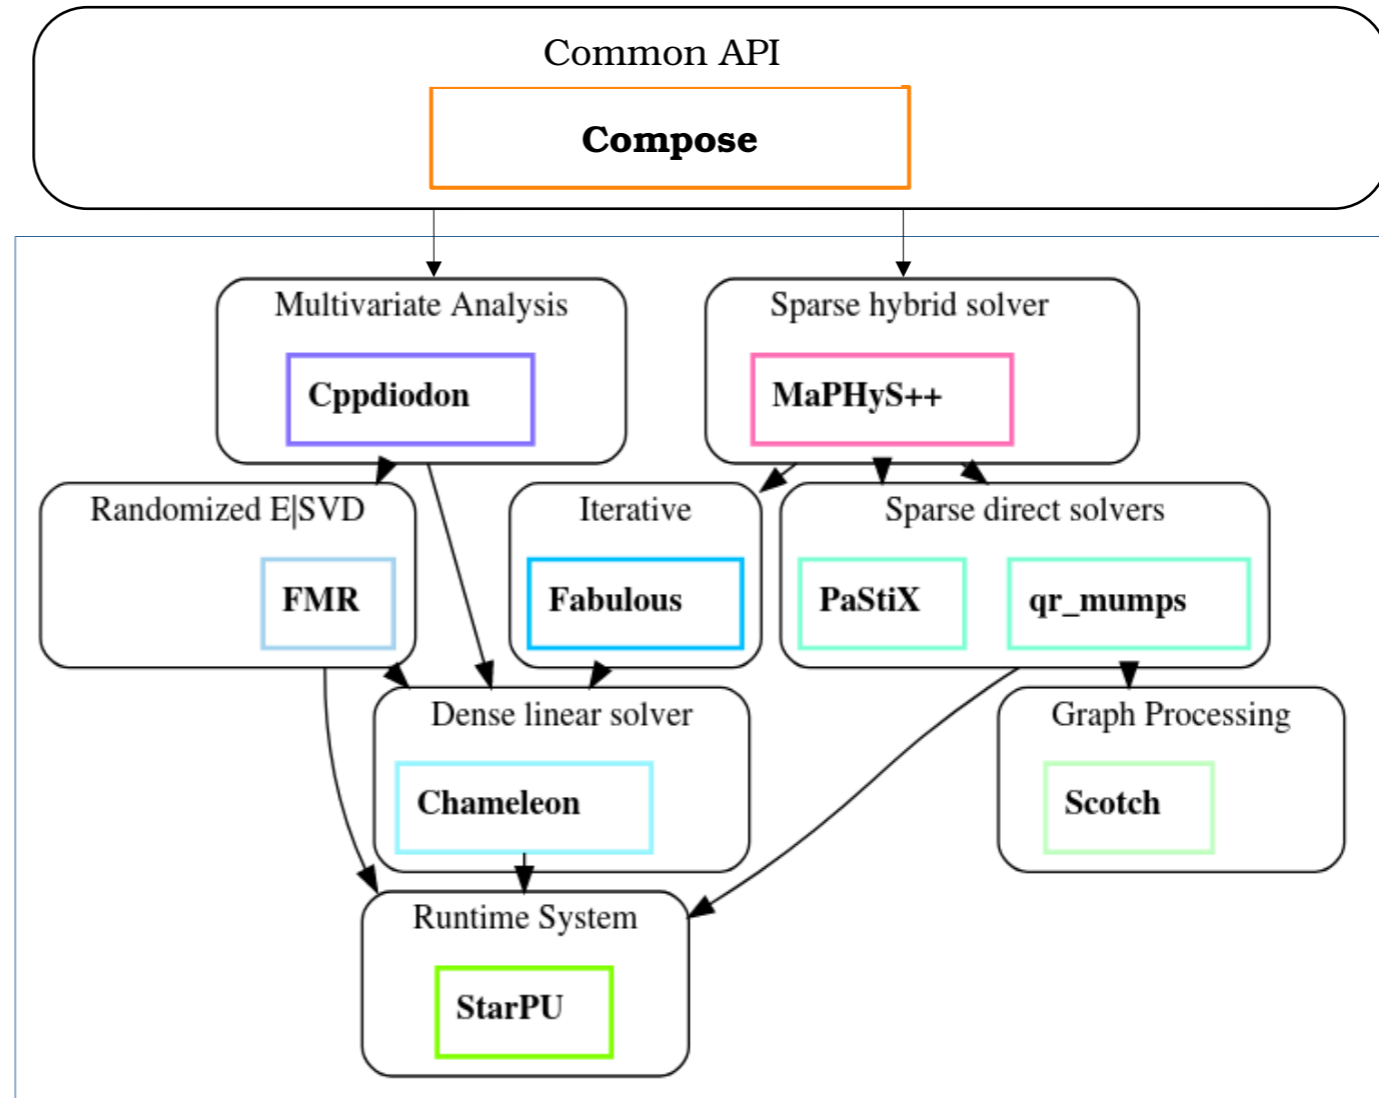 Common API
Compose
Multivariate Analysis
Cppdiodon
Sparse hybrid solver
MaPHyS++
Randomized E|SVD
FMR
Iterative
Fabulous
Sparse direct solvers
PaStiX
qr_mumps
Dense linear solver
Chameleon
Graph Processing
Scotch
Runtime System
StarPU